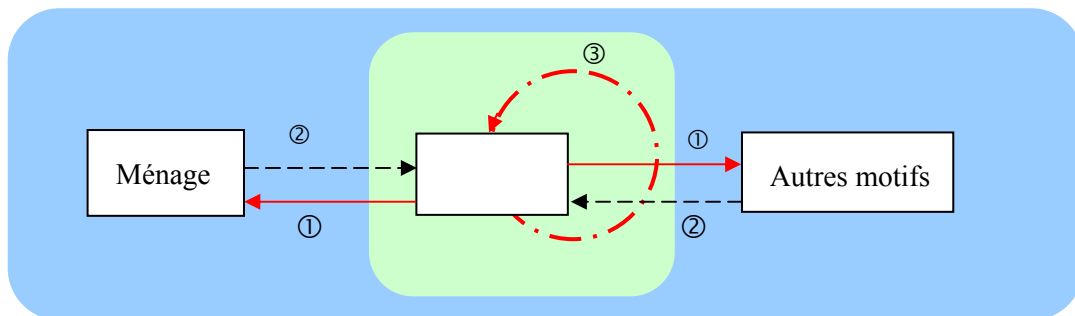 ③
②
①
Ménage
Autres motifs
①
②